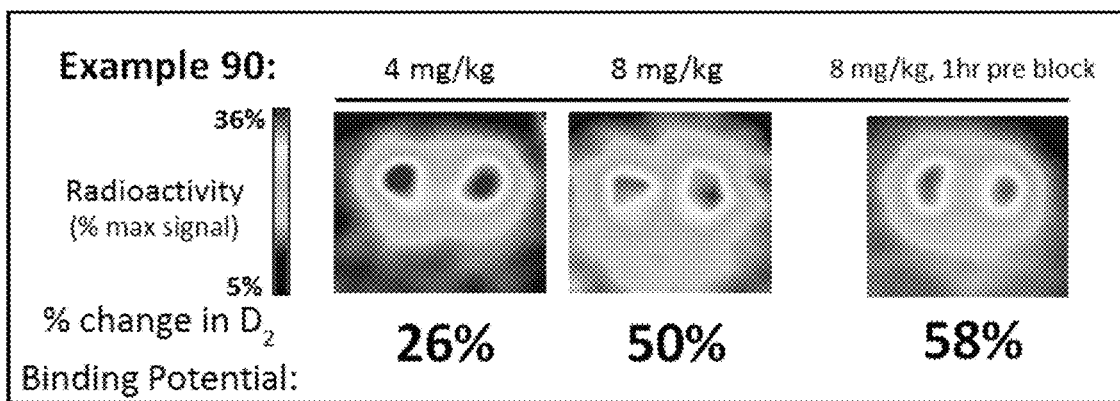 Example 90:
4 mg/kg
8 mg/kg
8 mg/kg, 1hr pre block
36%
Radioactivity
(% max signal)
5%
% change in D₂
Binding Potential:
26%
50%
58%